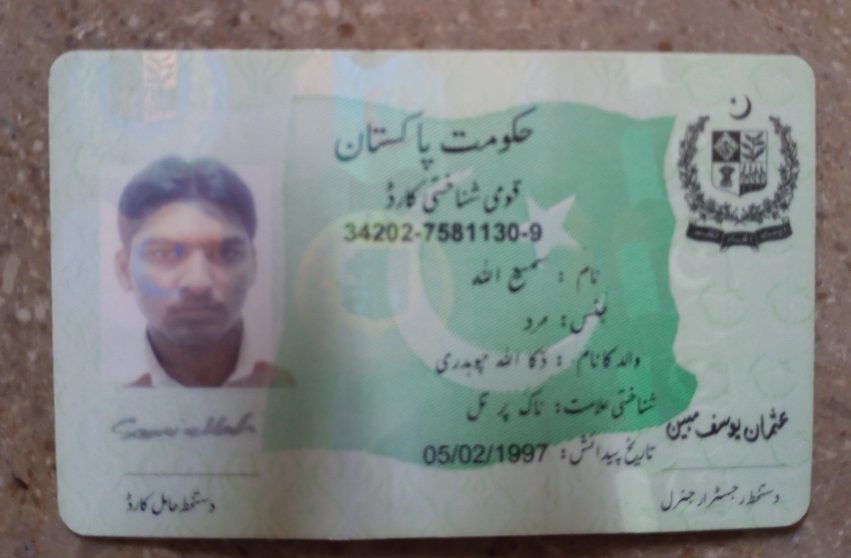 حکومت پاکستان
قومی شناختی کارڈ
34202-7581130-9
نام : سمیع اللہ
جنس: مرد
والد کا نام : ذکا اللہ چوہدری
شناختی علامت: ناک پر تل
تاریخ پیدائش: 05/02/1997
Samiullah
عثمان یوسف مبین
دستخط حامل کارڈ
دستخط رجسٹرار جنرل